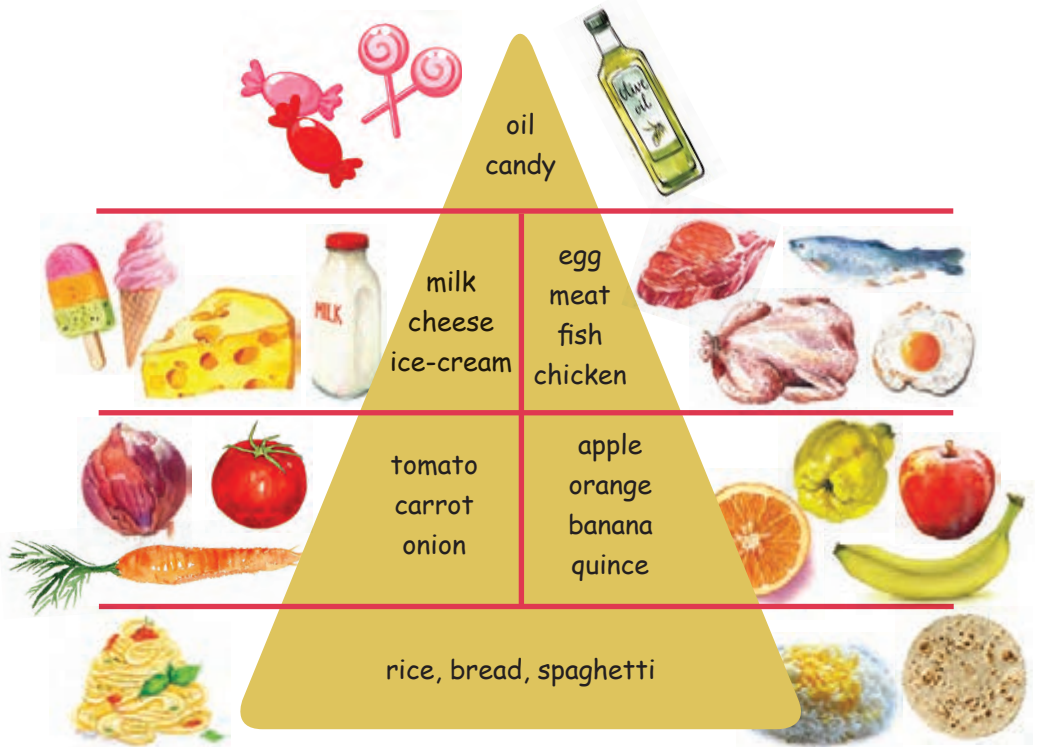 olive
oil
oil
candy
milk
cheese
ice-cream
MILK
egg
meat
fish
chicken
tomato
carrot
onion
apple
orange
banana
quince
rice, bread, spaghetti